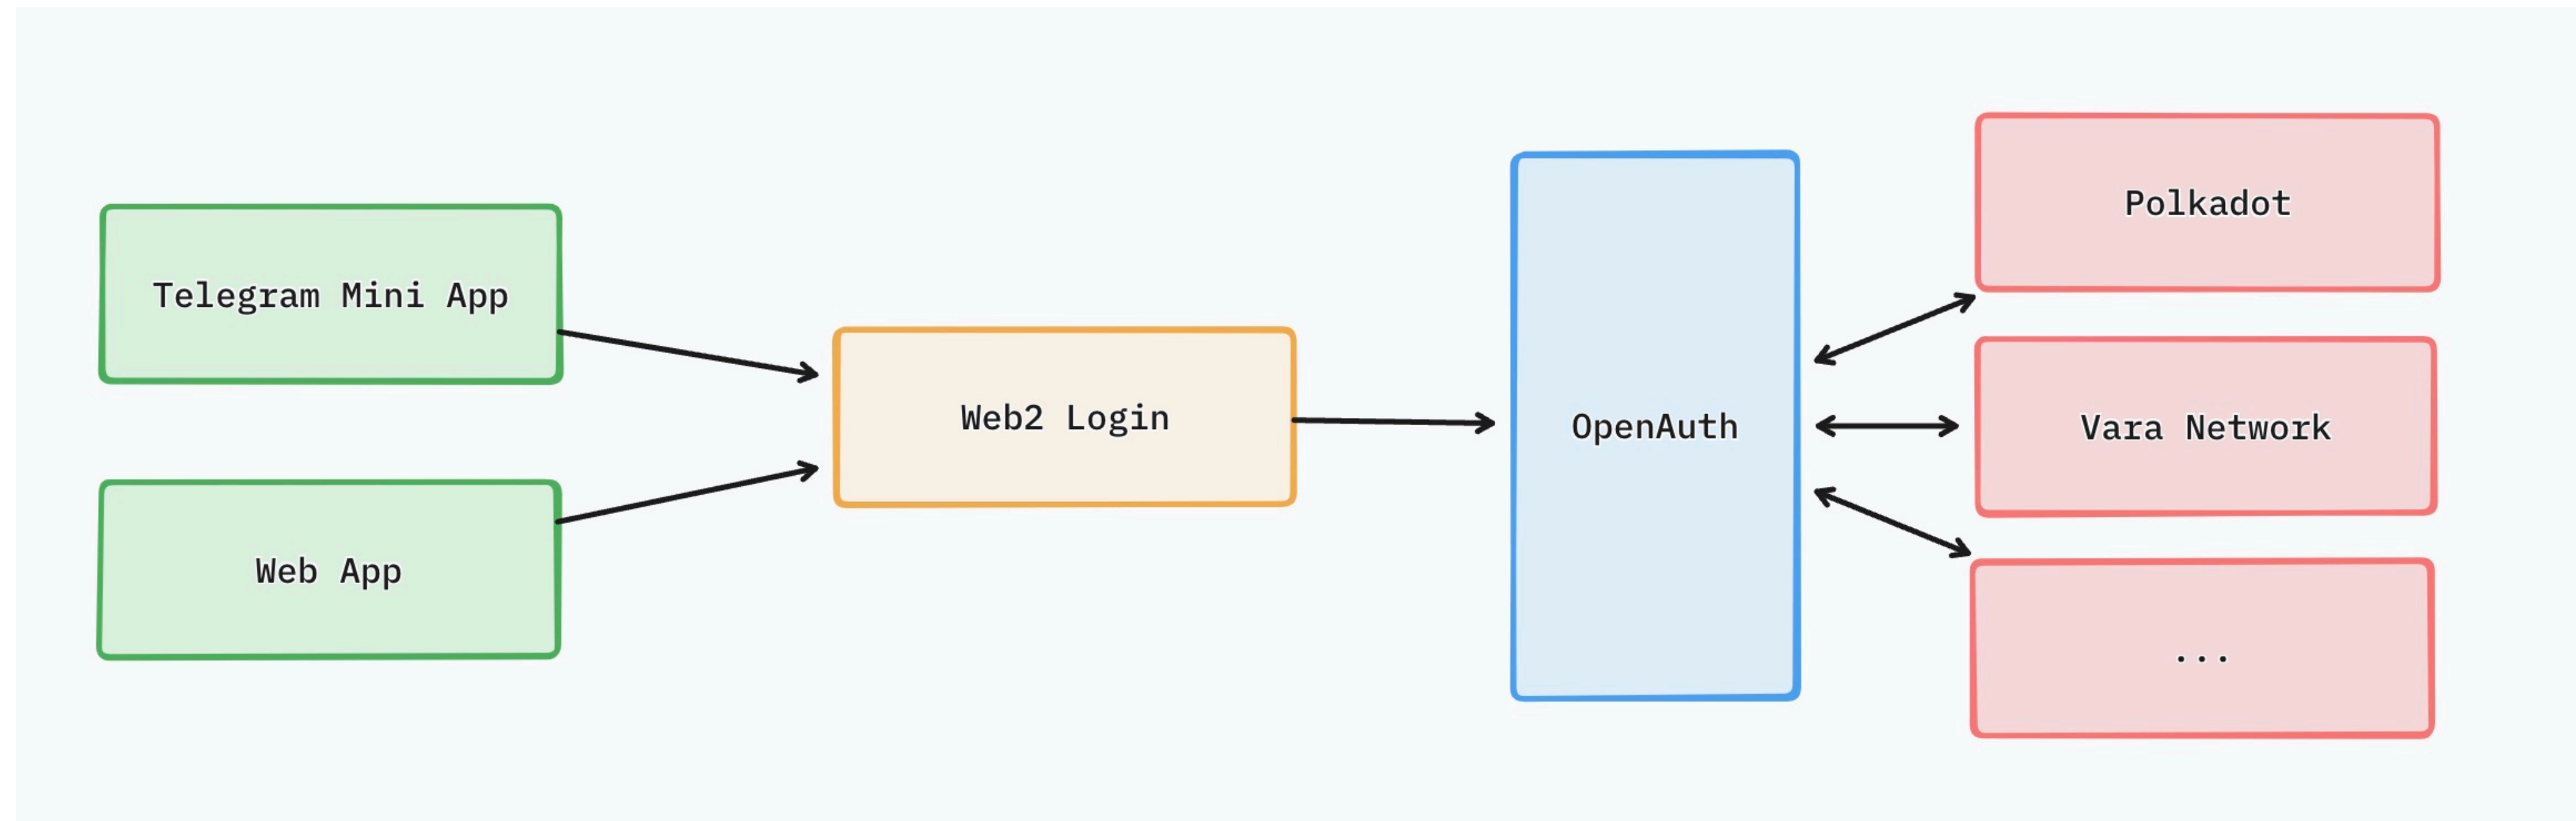 Telegram Mini App
Web App
Web2 Login
OpenAuth
Polkadot
Vara Network
...